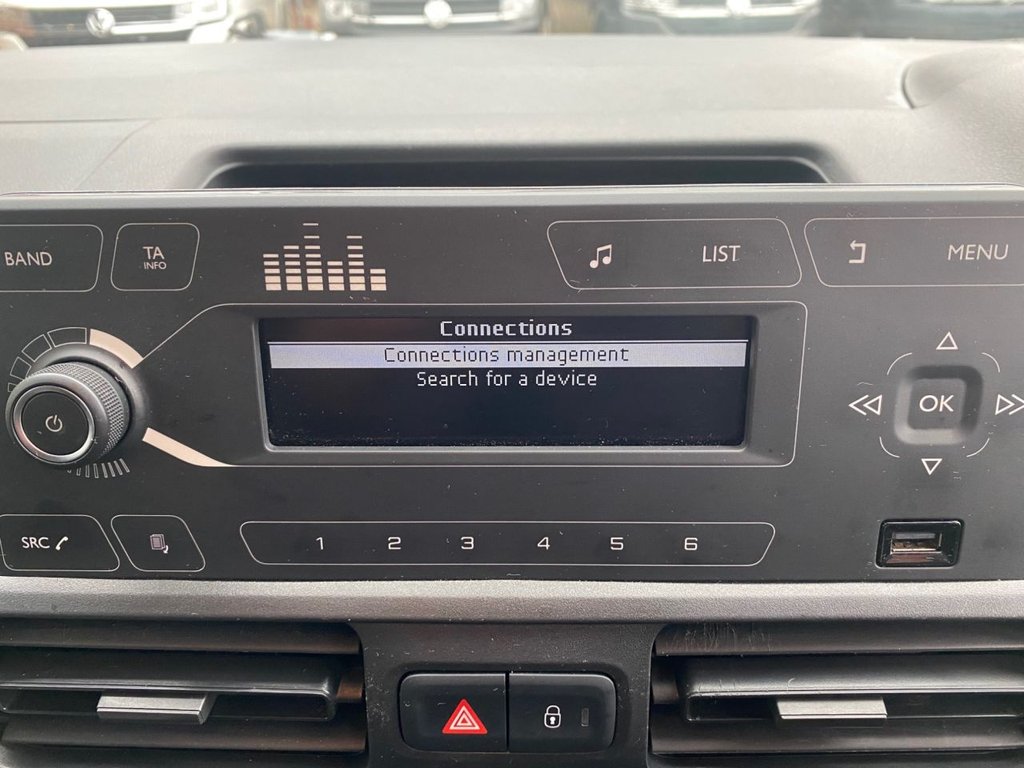 BAND
TA
INFO
LIST
MENU
Connections
Connections management
Search for a device
OK
SRC
1 2 3 4 5 6